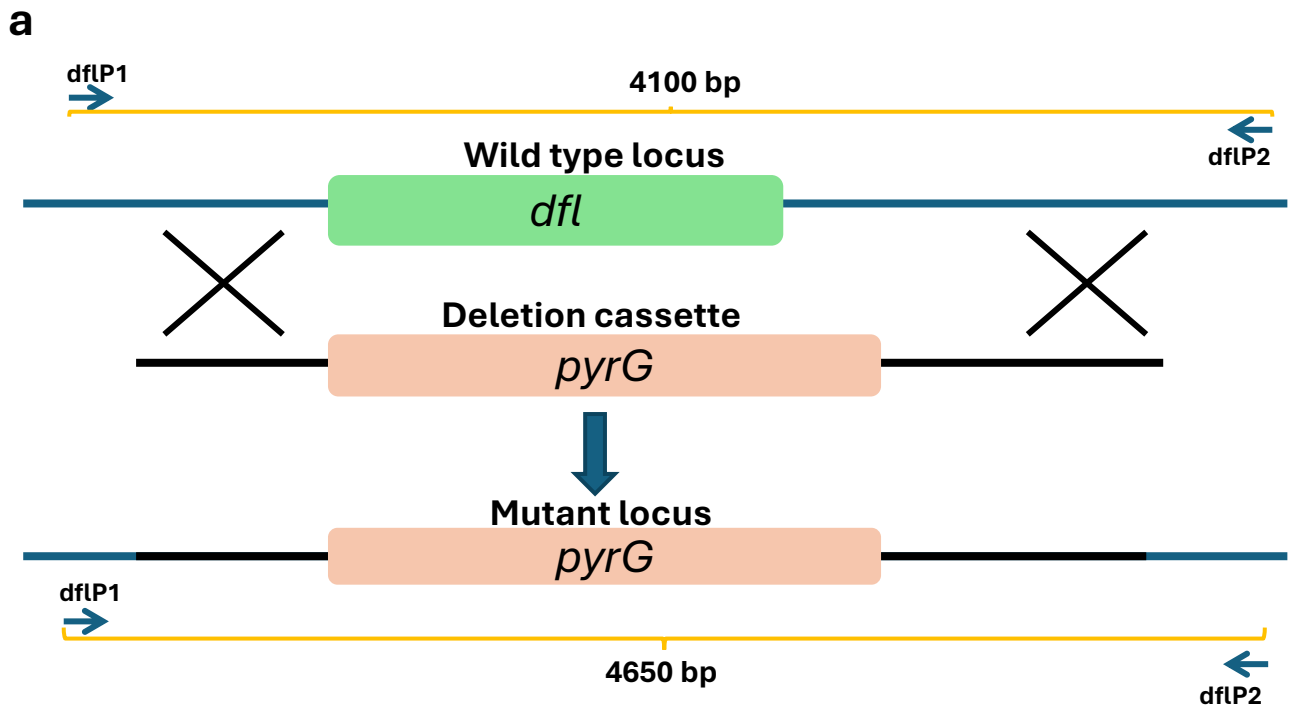 a
dflP1
4100 bp
dflP2
Wild type locus
dfl
Deletion cassette
pyrG
Mutant locus
pyrG
dflP1
4650 bp
dflP2